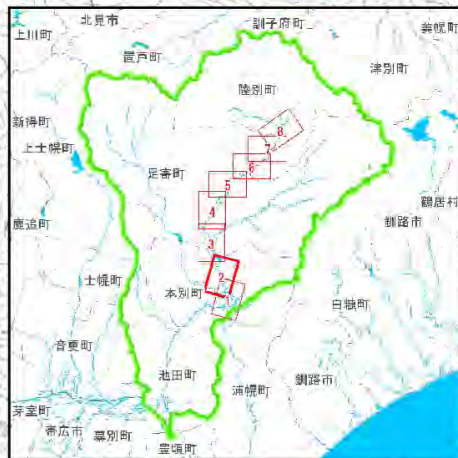 北見市
訓子府町
上川町
置戸町
美幌町
津別町
陸別町
8
新得町
7
上士幌町
6
足寄町
5
鶴居村
鹿追町
4
釧路市
3
士幌町
2
本別町
白糠町
音更町
池田町
釧路市
芽室町
浦幌町
帯広市
幕別町
豊頃町